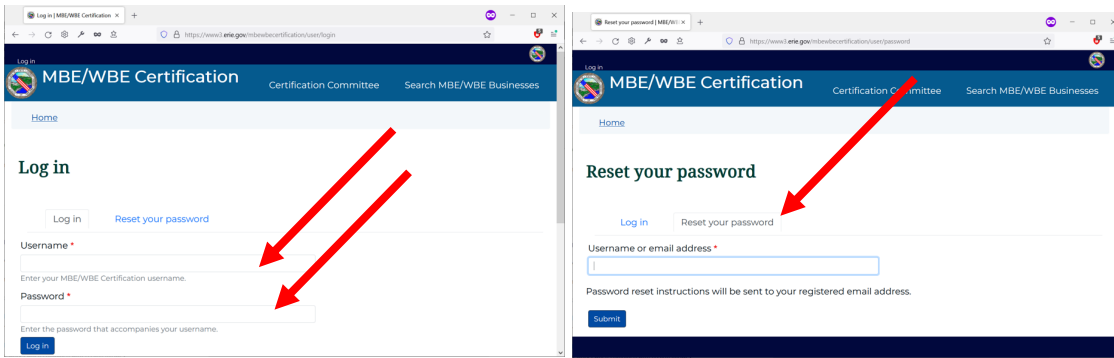 Log in | MBE/WBE Certification
https://www3.erie.gov/mbewbecertification/user/login
Log in
MBE/WBE Certification
Certification Committee
Search MBE/WBE Businesses
Home
Log in
Log in
Reset your password
Username *
Enter your MBE/WBE Certification username.
Password *
Enter the password that accompanies your username.
Log in
Reset your password | MBE/W
https://www3.erie.gov/mbewbecertification/user/password
Log in
MBE/WBE Certification
Certification Committee
Search MBE/WBE Businesses
Home
Reset your password
Log in
Reset your password
Username or email address *
Password reset instructions will be sent to your registered email address.
Submit